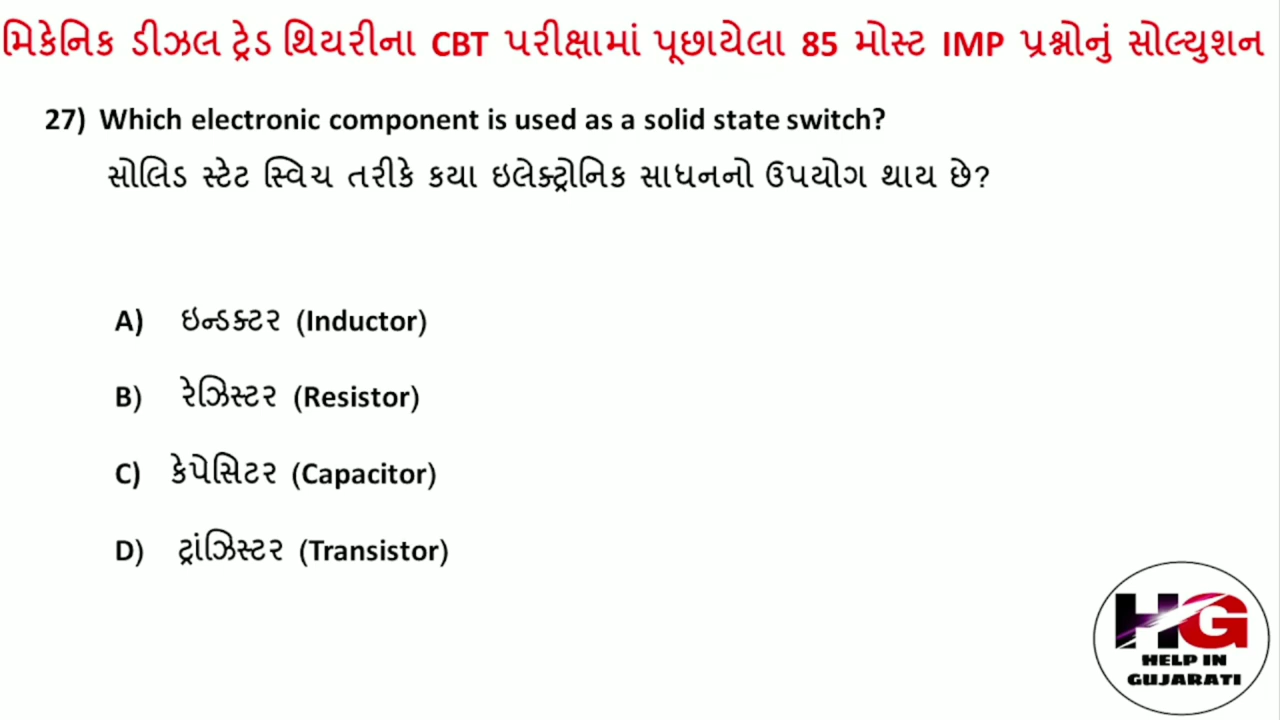 મિકેનિક ડીઝલ ટ્રેડ થિયરીના CBT પરીક્ષામાં પૂછાયેલા 85 મોસ્ટ IMP પ્રશ્નોનું સોલ્યુશન
27) Which electronic component is used as a solid state switch?
સોલિડ સ્ટેટ સ્વિચ તરીકે કયા ઇલેક્ટ્રોનિક સાધનનો ઉપયોગ થાય છે?
A) ઇન્ડક્ટર (Inductor)
B) રેઝિસ્ટર (Resistor)
C) કેપેસિટર (Capacitor)
D) ટ્રાંઝિસ્ટર (Transistor)
HG
HELP IN
GUJARATI